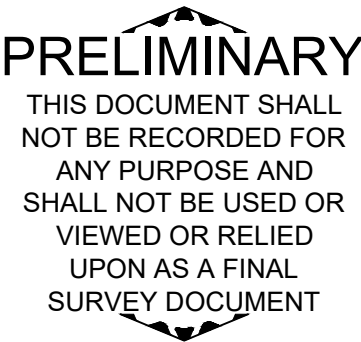 PRELIMINARY
THIS DOCUMENT SHALL
NOT BE RECORDED FOR
ANY PURPOSE AND
SHALL NOT BE USED OR
VIEWED OR RELIED
UPON AS A FINAL
SURVEY DOCUMENT